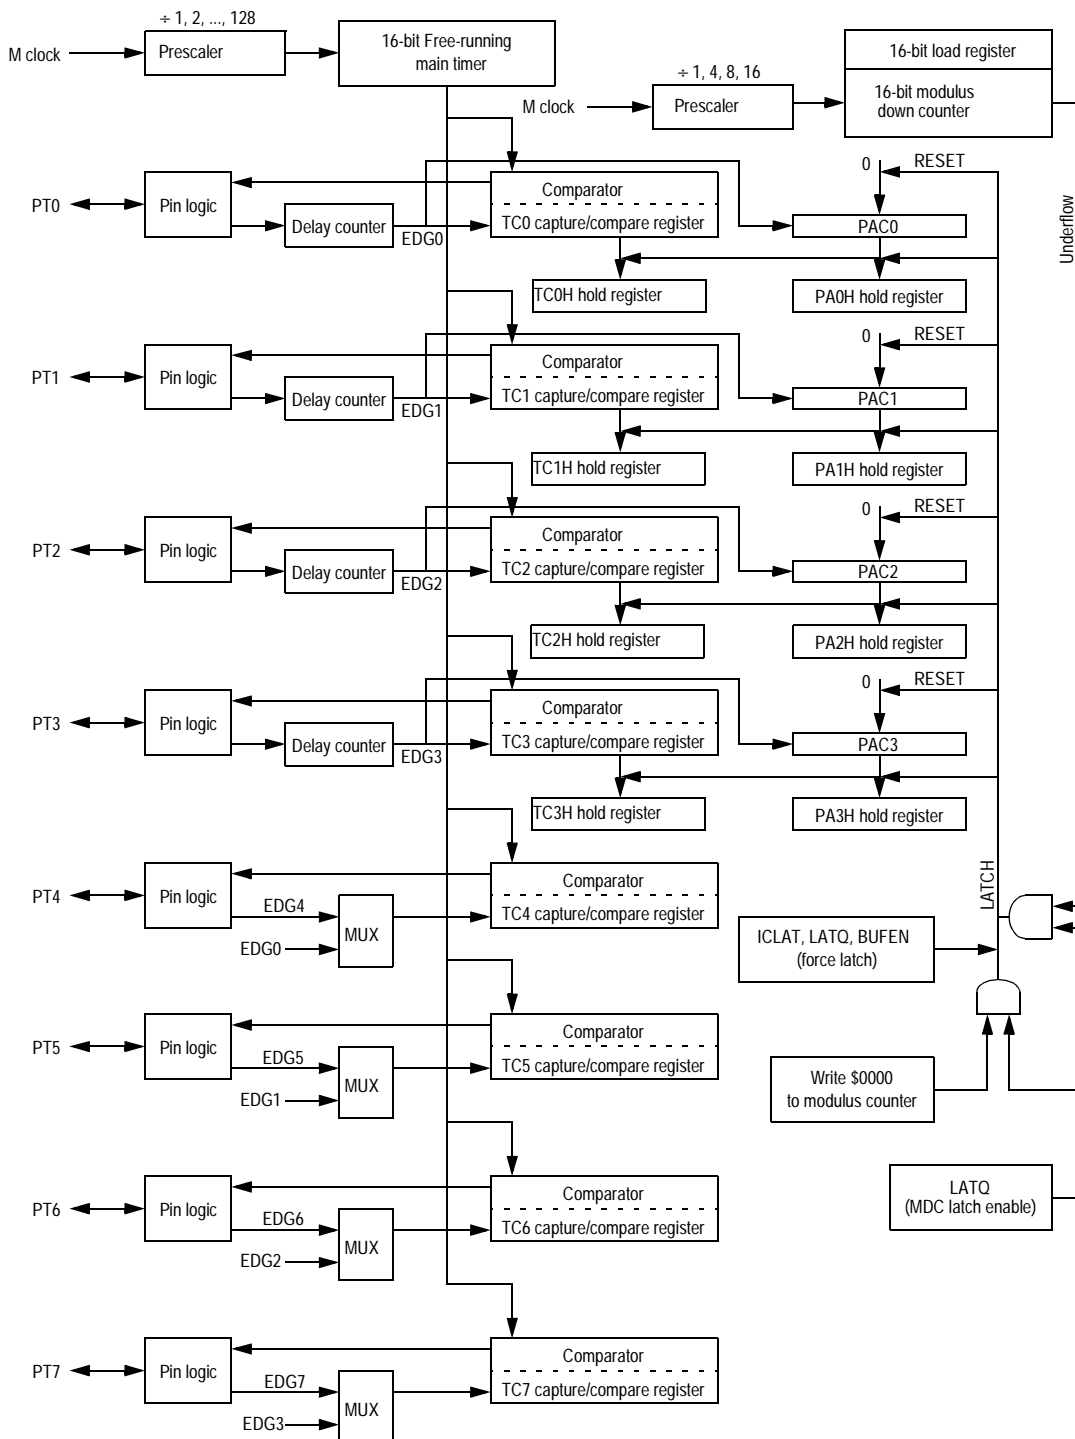 ÷ 1, 2, ..., 128
M clock
Prescaler
16-bit Free-running
main timer
÷ 1, 4, 8, 16
M clock
Prescaler
16-bit load register
16-bit modulus
down counter
Underflow
PT0
Pin logic
Delay counter
EDG0
Comparator
TC0 capture/compare register
TC0H hold register
0
RESET
PAC0
PA0H hold register
PT1
Pin logic
Delay counter
EDG1
Comparator
TC1 capture/compare register
TC1H hold register
0
RESET
PAC1
PA1H hold register
PT2
Pin logic
Delay counter
EDG2
Comparator
TC2 capture/compare register
TC2H hold register
0
RESET
PAC2
PA2H hold register
PT3
Pin logic
Delay counter
EDG3
Comparator
TC3 capture/compare register
TC3H hold register
0
RESET
PAC3
PA3H hold register
LATCH
PT4
Pin logic
EDG4
EDG0
MUX
Comparator
TC4 capture/compare register
ICLAT, LATQ, BUFEN
(force latch)
PT5
Pin logic
EDG5
EDG1
MUX
Comparator
TC5 capture/compare register
Write $0000
to modulus counter
PT6
Pin logic
EDG6
EDG2
MUX
Comparator
TC6 capture/compare register
LATQ
(MDC latch enable)
PT7
Pin logic
EDG7
EDG3
MUX
Comparator
TC7 capture/compare register